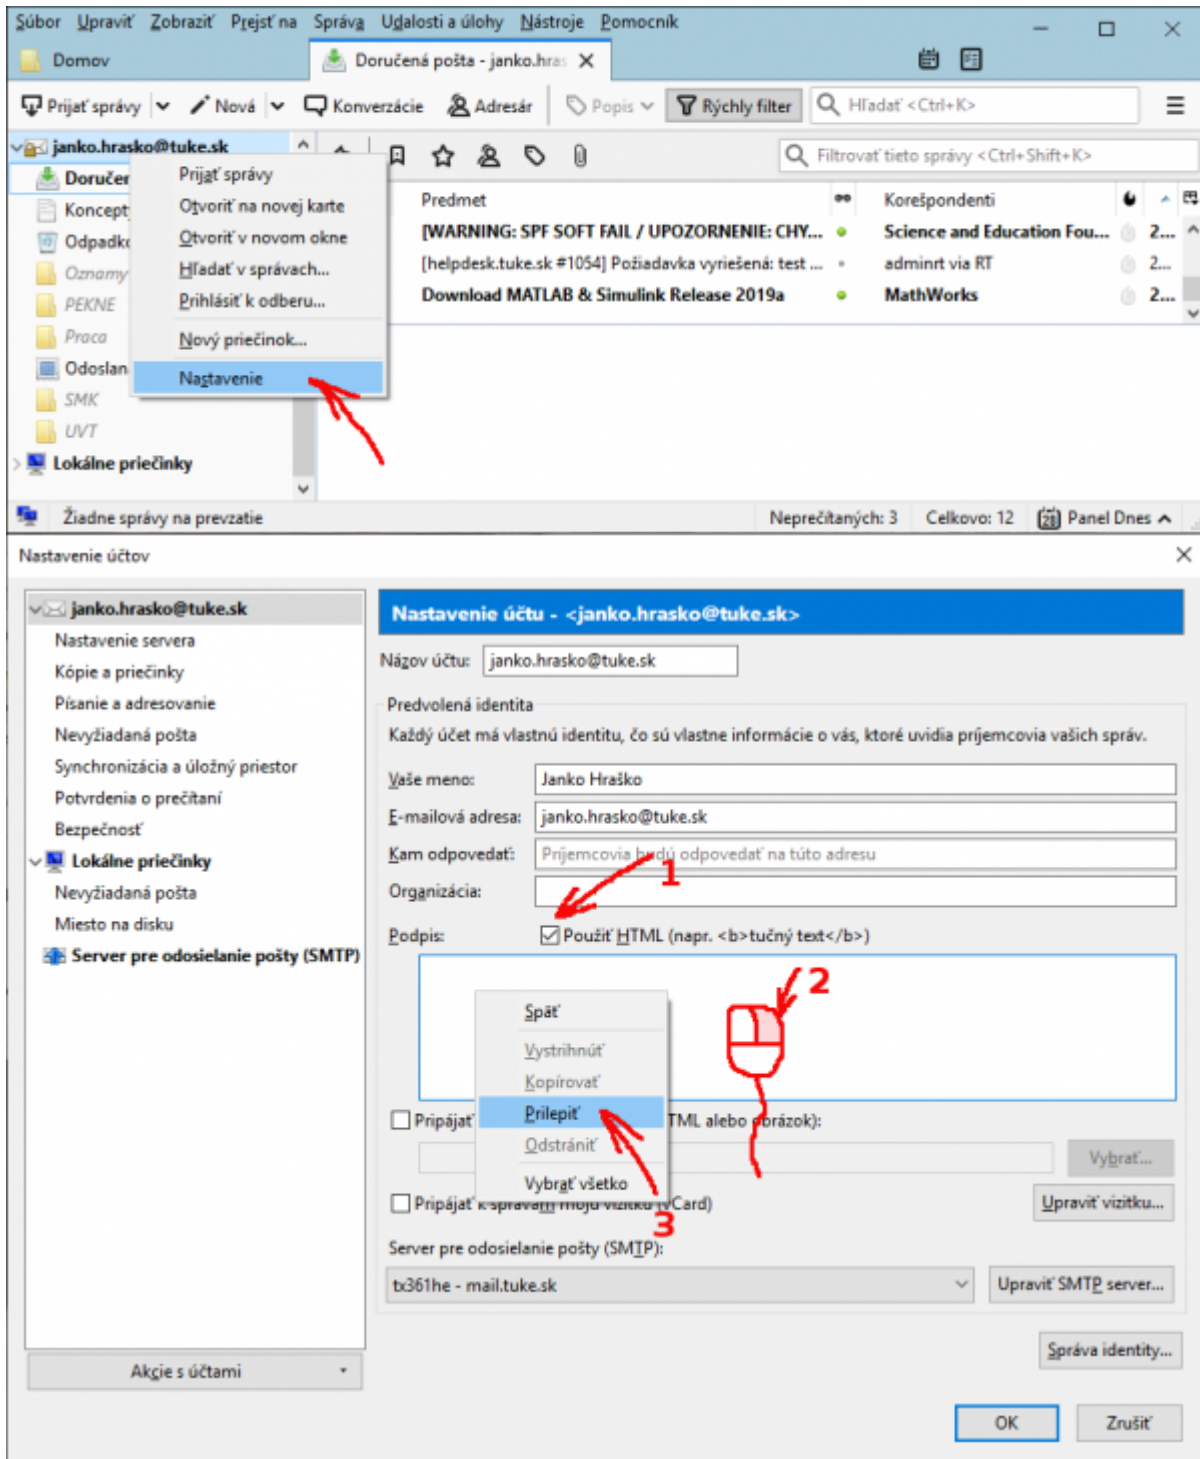 Súbor Upraviť Zobraziť Prejsť na Správa Udalosti a úlohy Nástroje Pomocník
Domov Doručená pošta - janko.hras
Prijať správy Nová Konverzácie Adresár Popis Rýchly filter Hľadať <Ctrl+K>
janko.hrasko@tuke.sk
Filtrovať tieto správy <Ctrl+Shift+K>
Doručen
Koncept
Odpadko
Oznamy
PEKNE
Praca
Odoslan
SMK
UVT
Lokálne priečinky
Prijať správy
Otvoriť na novej karte
Otvoriť v novom okne
Hľadať v správach...
Prihlásiť k odberu...
Nový priečinok...
Nastavenie
Predmet Korešpondenti
[WARNING: SPF SOFT FAIL / UPOZORNENIE: CHY... Science and Education Fou... 2...
[helpdesk.tuke.sk #1054] Požiadavka vyriešená: test ... adminrt via RT 2...
Download MATLAB & Simulink Release 2019a MathWorks 2...
Žiadne správy na prevzatie Neprečítaných: 3 Celkovo: 12 28 Panel Dnes
Nastavenie účtov
janko.hrasko@tuke.sk
Nastavenie servera
Kópie a priečinky
Písanie a adresovanie
Nevyžiadaná pošta
Synchronizácia a úložný priestor
Potvrdenia o prečítaní
Bezpečnosť
Lokálne priečinky
Nevyžiadaná pošta
Miesto na disku
Server pre odosielanie pošty (SMTP)
Akcie s účtami
Nastavenie účtu - <janko.hrasko@tuke.sk>
Názov účtu: janko.hrasko@tuke.sk
Predvolená identita
Každý účet má vlastnú identitu, čo sú vlastne informácie o vás, ktoré uvidia príjemcovia vašich správ.
Vaše meno: Janko Hraško
E-mailová adresa: janko.hrasko@tuke.sk
Kam odpovedať: Príjemcovia budú odpovedať na túto adresu
Organizácia:
1
Podpis: Použiť HTML (napr. <b>tučný text</b>)
2
Späť
Vystrihnúť
Kopírovať
Prilepiť
Odstrániť
Vybrať všetko
3
Pripájať TML alebo obrázok):
Vybrať...
Pripájať k správam moju vizitku (vCard) Upraviť vizitku...
Server pre odosielanie pošty (SMTP):
tx361he - mail.tuke.sk Upraviť SMTP server...
Správa identity...
OK Zrušiť